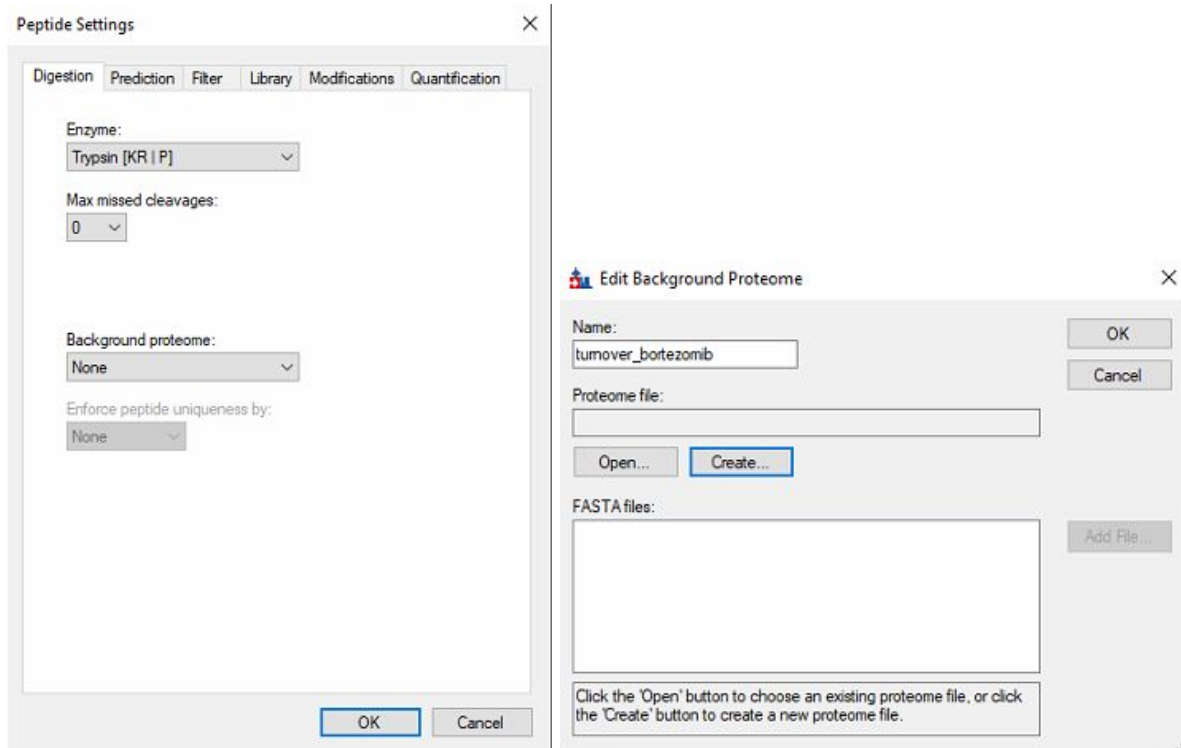 Peptide Settings
Digestion Prediction Filter Library Modifications Quantification
Enzyme:
Trypsin [KR | P]
Max missed cleavages:
0
Background proteome:
None
Enforce peptide uniqueness by:
None
OK Cancel
Edit Background Proteome
Name:
turnover_bortezomib
OK
Cancel
Proteome file:
Open... Create...
FASTA files:
Add File...
Click the 'Open' button to choose an existing proteome file, or click
the 'Create' button to create a new proteome file.